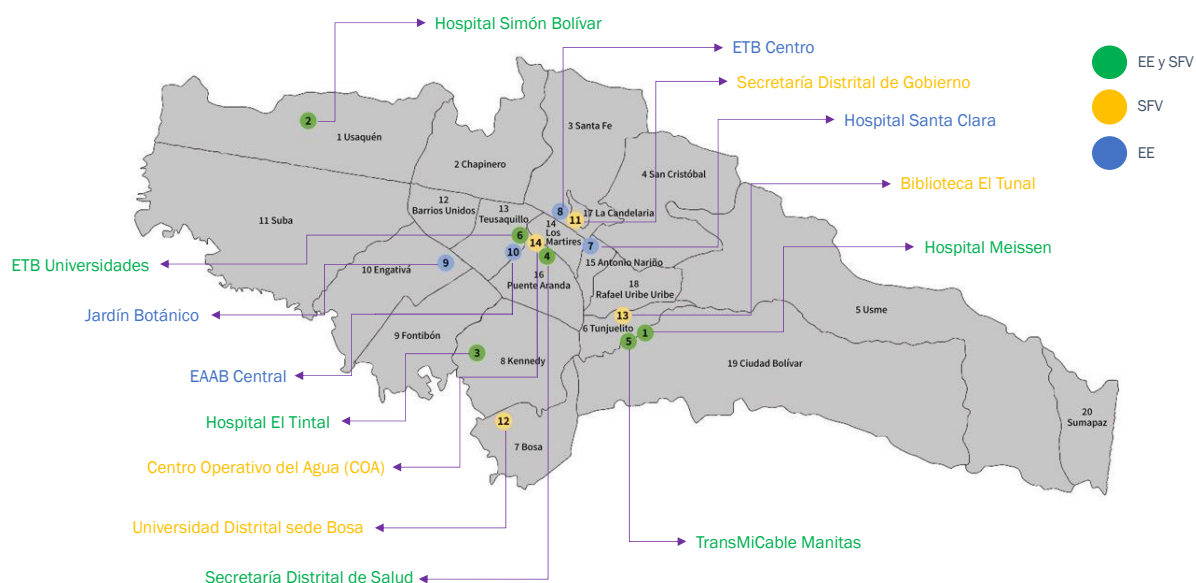 Hospital Simón Bolívar
ETB Centro
Secretaría Distrital de Gobierno
Hospital Santa Clara
Biblioteca El Tunal
Hospital Meissen
EE y SFV
SFV
EE
ETB Universidades
Jardín Botánico
EAAB Central
Hospital El Tintal
Centro Operativo del Agua (COA)
Universidad Distrital sede Bosa
Secretaría Distrital de Salud
TransMiCable Manitas
2
1 Usaquén
3 Santa Fe
2 Chapinero
4 San Cristóbal
11 Suba
12
Barrios Unidos
13
Teusaquillo
8
11
17 La Candelaria
14
Los
Martires
6
14
4
10
7
9
10 Engativá
15 Antonio Nariño
16
Puente Aranda
18
Rafael Uribe Uribe
13
6 Tunjuelito
1
5
5 Usme
9 Fontibón
3
8 Kennedy
19 Ciudad Bolívar
12
7 Bosa
20
Sumapaz